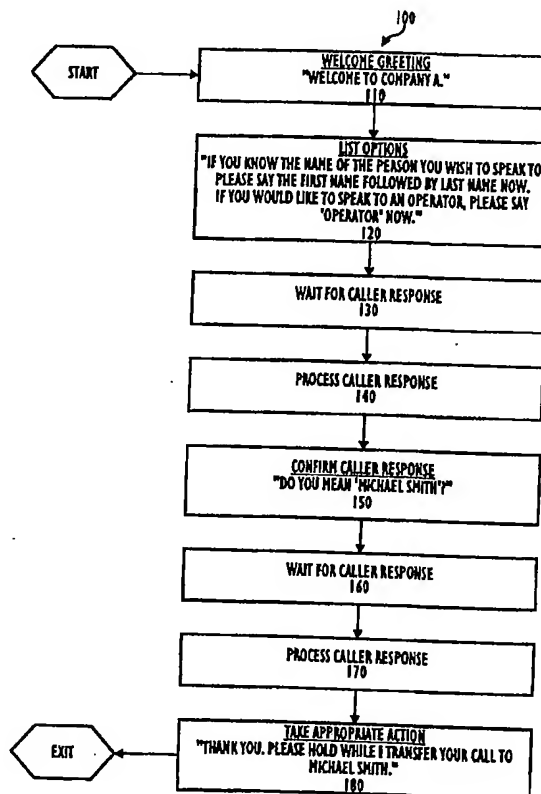 100
START
WELCOME GREETING
"WELCOME TO COMPANY A."
110
LIST OPTIONS
"IF YOU KNOW THE NAME OF THE PERSON YOU WISH TO SPEAK TO,
PLEASE SAY THE FIRST NAME FOLLOWED BY LAST NAME NOW.
IF YOU WOULD LIKE TO SPEAK TO AN OPERATOR, PLEASE SAY
'OPERATOR' NOW."
120
WAIT FOR CALLER RESPONSE
130
PROCESS CALLER RESPONSE
140
CONFIRM CALLER RESPONSE
"DO YOU MEAN 'MICHAEL SMITH'?"
150
WAIT FOR CALLER RESPONSE
160
PROCESS CALLER RESPONSE
170
EXIT
TAKE APPROPRIATE ACTION
"THANK YOU. PLEASE HOLD WHILE I TRANSFER YOUR CALL TO
MICHAEL SMITH."
180